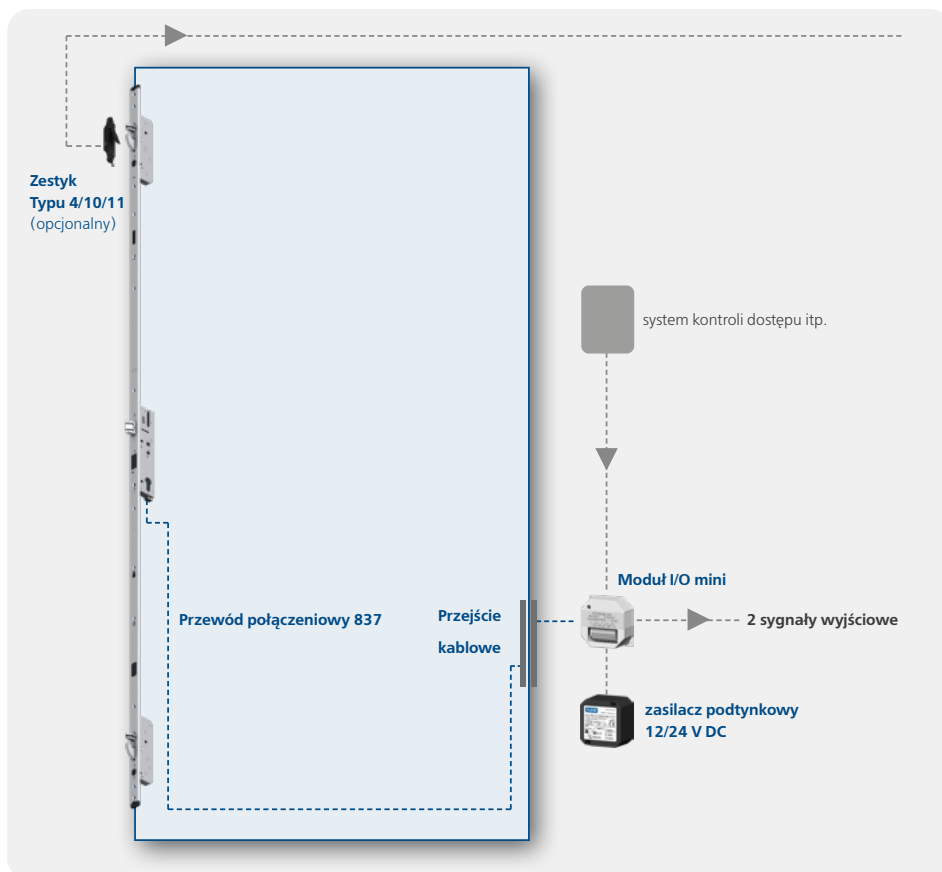 Zestyk
Typu 4/10/11
(opcjonalny)
system kontroli dostępu itp.
Moduł I/O mini
Przewód połączeniowy 837
Przejście
kablowe
2 sygnały wyjściowe
zasilacz podtynkowy
12/24 V DC